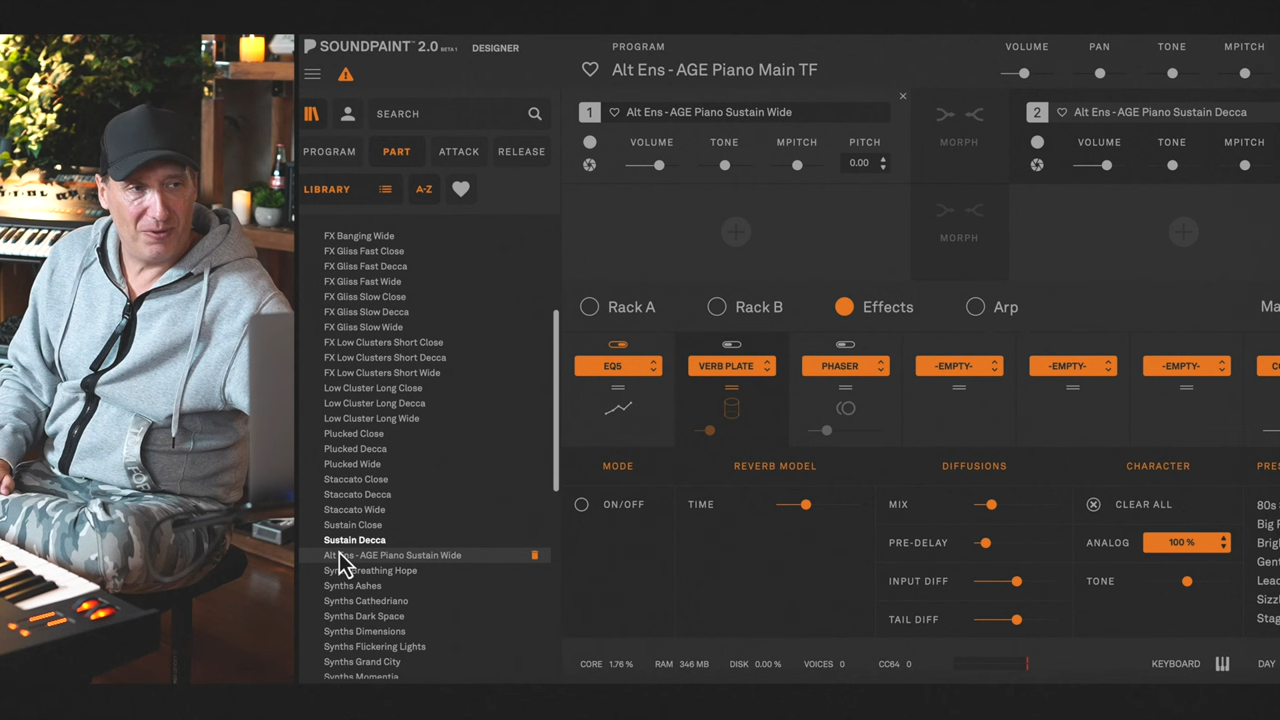 SOUNDPAINT™ 2.0 BETA 1 DESIGNER
PROGRAM
VOLUME PAN TONE MPITCH
Alt Ens - AGE Piano Main TF
SEARCH
PROGRAM PART ATTACK RELEASE
LIBRARY A-Z
1 Alt Ens - AGE Piano Sustain Wide
VOLUME TONE MPITCH PITCH
0.00
MORPH
MORPH
2 Alt Ens - AGE Piano Sustain Decca
VOLUME TONE MPITCH
FX Banging Wide
FX Gliss Fast Close
FX Gliss Fast Decca
FX Gliss Fast Wide
FX Gliss Slow Close
FX Gliss Slow Decca
FX Gliss Slow Wide
FX Low Clusters Short Close
FX Low Clusters Short Decca
FX Low Clusters Short Wide
Low Cluster Long Close
Low Cluster Long Decca
Low Cluster Long Wide
Plucked Close
Plucked Decca
Plucked Wide
Staccato Close
Staccato Decca
Staccato Wide
Sustain Close
Sustain Decca
Alt Ens - AGE Piano Sustain Wide
Breathing Hope
Synths Ashes
Synths Cathedriano
Synths Dark Space
Synths Dimensions
Synths Flickering Lights
Synths Grand City
Synths Momentia
Rack A Rack B Effects Arp
EQ5 VERB PLATE PHASER -EMPTY- -EMPTY- -EMPTY-
MODE REVERB MODEL DIFFUSIONS CHARACTER
ON/OFF TIME MIX CLEAR ALL 80s
PRE-DELAY ANALOG 100 %
INPUT DIFF TONE
TAIL DIFF
CORE 1.76 % RAM 346 MB DISK 0.00 % VOICES 0 CC64 0 KEYBOARD DAY